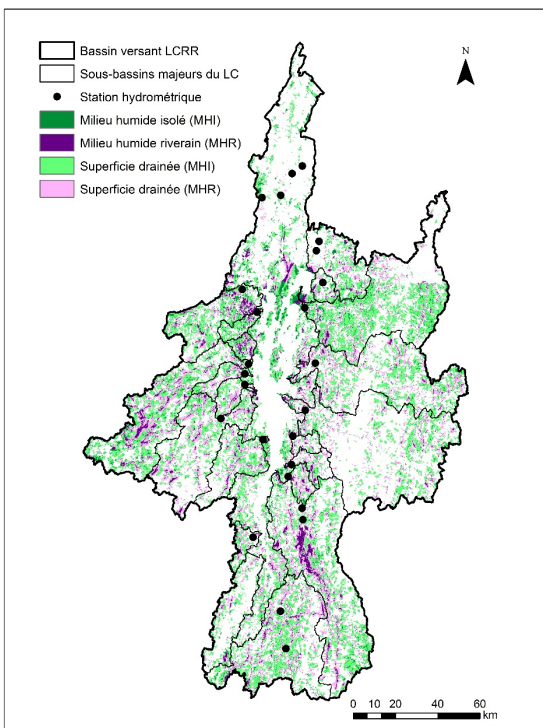 Bassin versant LCRR
Sous-bassins majeurs du LC
Station hydrométrique
Milieu humide isolé (MHI)
Milieu humide riverain (MHR)
Superficie drainée (MHI)
Superficie drainée (MHR)
N
0 10 20 40 60
km